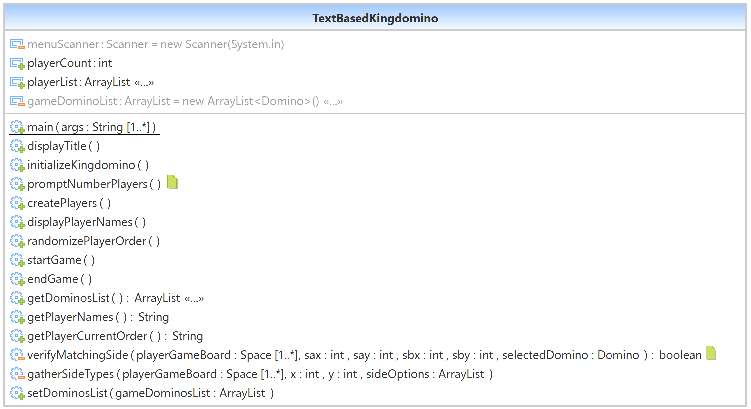 TextBasedKingdomino
menuScanner : Scanner = new Scanner(System.in)
playerCount : int
playerList : ArrayList «...»
gameDominoList : ArrayList = new ArrayList<Domino>() «...»
main ( args : String [1..*] )
displayTitle ( )
initializeKingdomino ( )
promptNumberPlayers ( )
createPlayers ( )
displayPlayerNames ( )
randomizePlayerOrder ( )
startGame ( )
endGame ( )
getDominosList ( ) : ArrayList «...»
getPlayerNames ( ) : String
getPlayerCurrentOrder ( ) : String
verifyMatchingSide ( playerGameBoard : Space [1..*], sax : int , say : int , sbx : int , sby : int , selectedDomino : Domino ) : boolean
gatherSideTypes ( playerGameBoard : Space [1..*], x : int , y : int , sideOptions : ArrayList )
setDominosList ( gameDominosList : ArrayList )